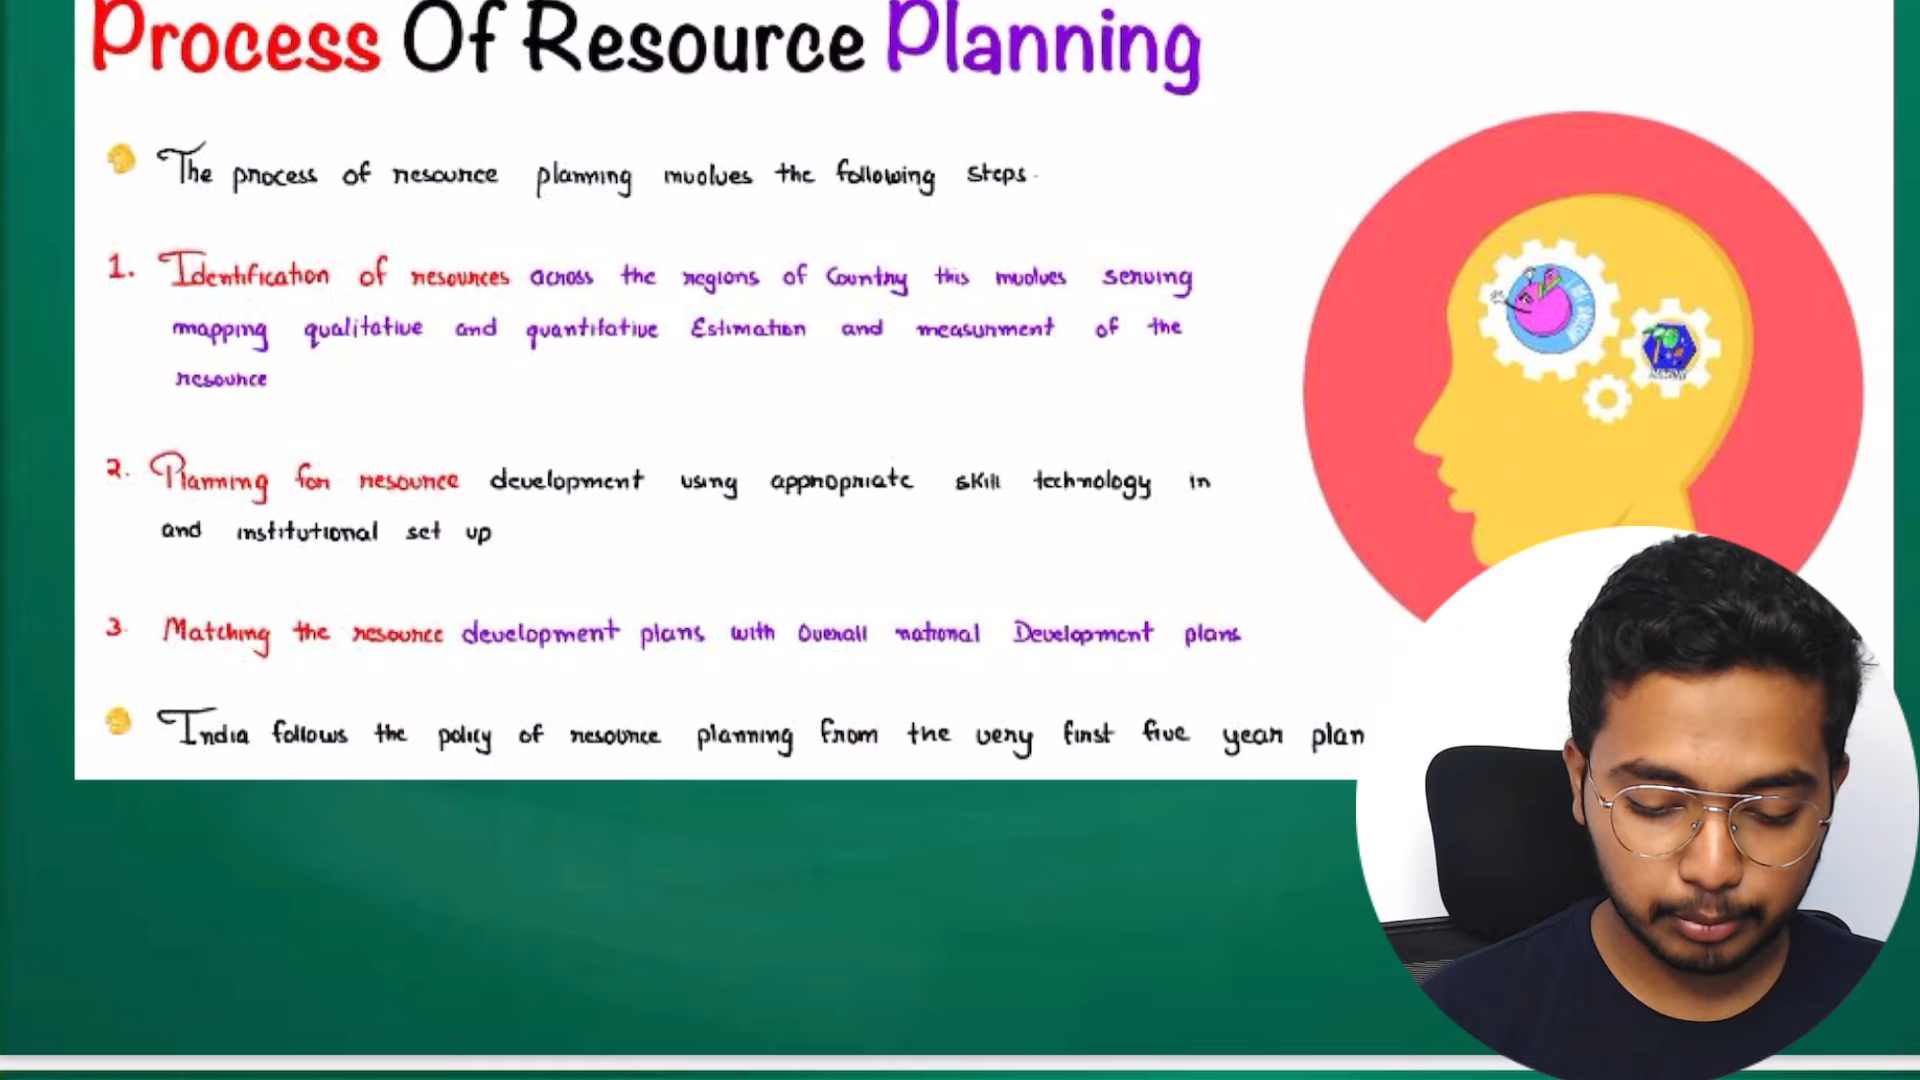 Process Of Resource Planning
The process of resource planning involves the following steps.
1. Identification of resources across the regions of Country this involves serving
mapping qualitative and quantitative Estimation and measurment of the
resource
2. Planning for resource development using appropriate skill technology in
and institutional set up
3. Matching the resource development plans with Overall national Development plans
India follows the policy of resource planning from the very first five year plan